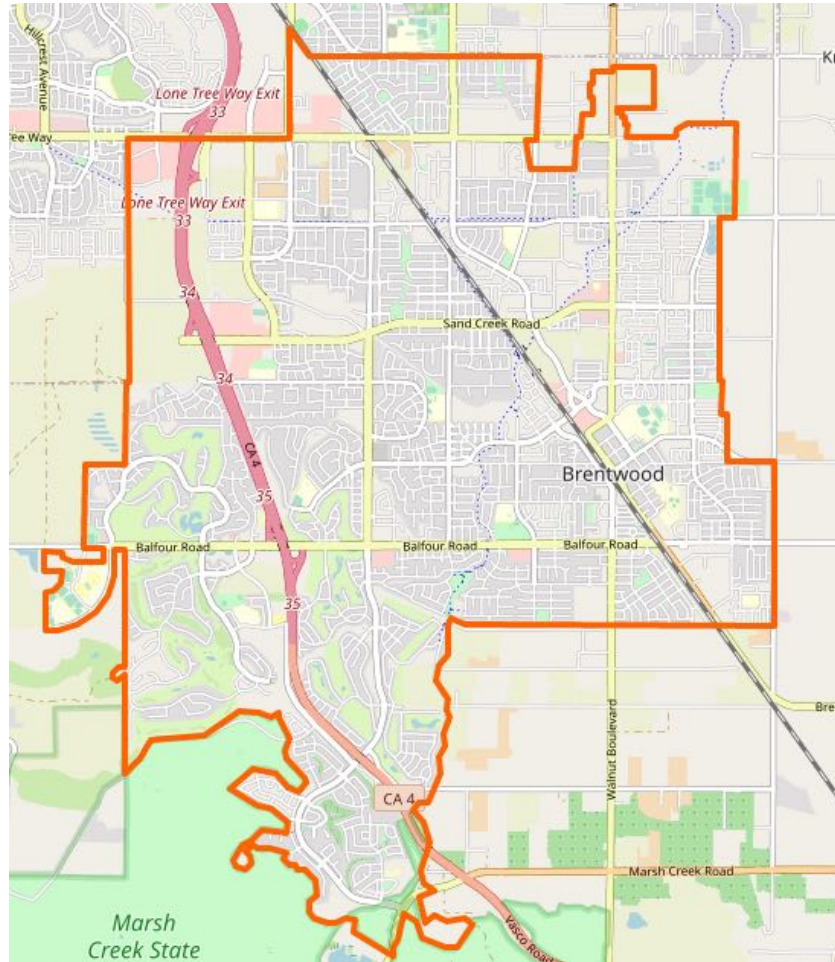 Hillcrest Avenue
Lone Tree Way Exit
33
ree Way
Lone Tree Way Exit
33
34
Sand Creek Road
34
CA 4
Brentwood
35
Balfour Road
Balfour Road
Balfour Road
35
Walnut Boulevard
Bre
CA 4
Marsh Creek Road
Marsh
Creek State
Vasco Road